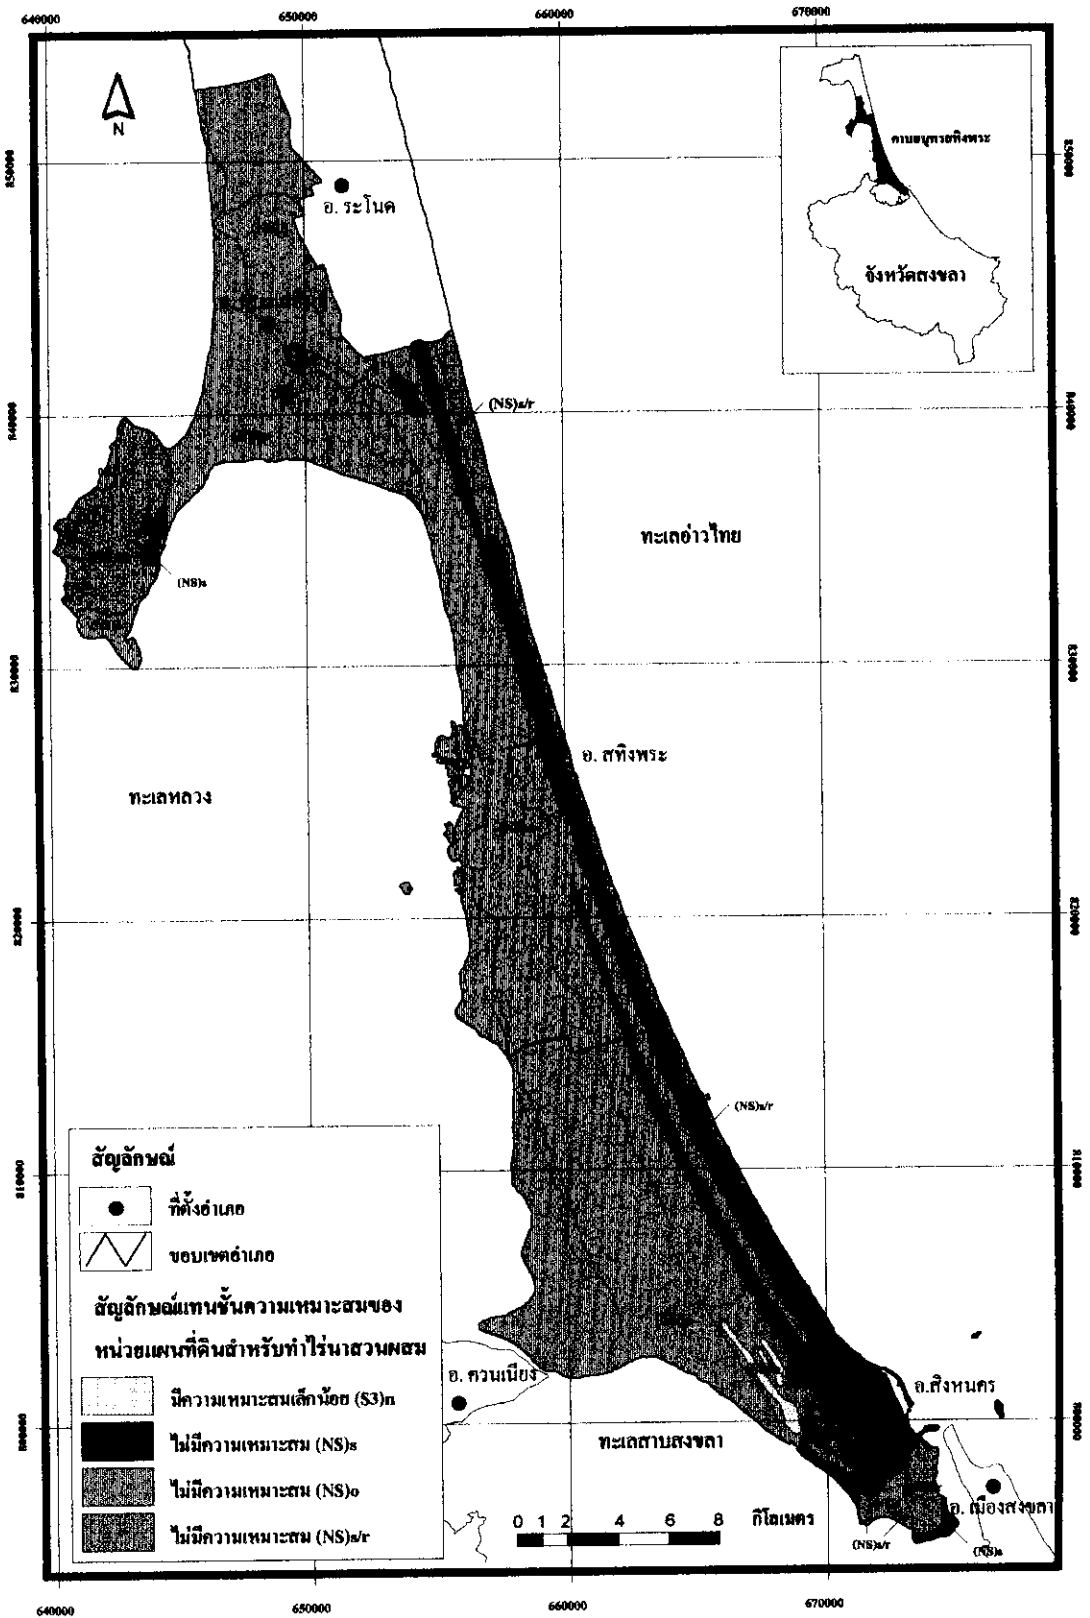 640000
650000
660000
670000
850000
850000
N
อ. ระโนด
คาบสมุทรสทิงพระ
จังหวัดสงขลา
840000
840000
(NS)s/r
ทะเลอ่าวไทย
(NS)s
830000
830000
อ. สทิงพระ
ทะเลหลวง
820000
820000
(NS)s/r
810000
810000
สัญลักษณ์
ที่ตั้งอำเภอ
ขอบเขตอำเภอ
สัญลักษณ์แทนชั้นความเหมาะสมของ
หน่วยแผนที่ดินสำหรับทำไร่นาสวนผสม
มีความเหมาะสมเล็กน้อย (S3)n
ไม่มีความเหมาะสม (NS)s
ไม่มีความเหมาะสม (NS)o
ไม่มีความเหมาะสม (NS)s/r
อ. ควนเนียง
อ.สิงหนคร
800000
800000
ทะเลสาบสงขลา
อ. เมืองสงขลา
0 1 2 4 6 8 กิโลเมตร
(NS)s/r
(NS)s
640000
650000
660000
670000